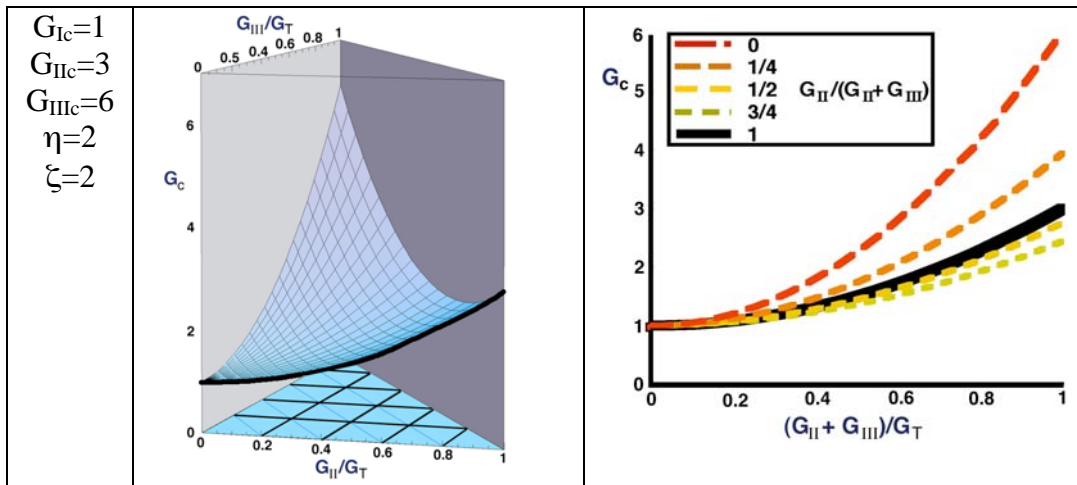 G_Ic=1
G_IIc=3
G_IIIc=6
η=2
ζ=2
G_III/G_T
0 0.5 0.4 0.6 0.8 1
6
G_c
4
2
0
0 0.2 0.4 0.6 0.8 1
G_II/G_T
6
G_c
5
4
3
2
1
0
0
1/4
1/2
3/4
1
G_II/(G_II+ G_III)
0 0.2 0.4 0.6 0.8 1
(G_II + G_III)/G_T